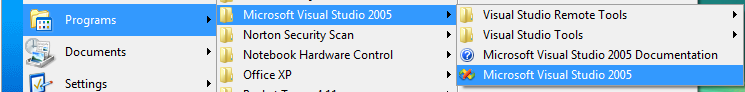 Programs
Documents
Settings
Microsoft Visual Studio 2005
Norton Security Scan
Notebook Hardware Control
Office XP
Visual Studio Remote Tools
Visual Studio Tools
Microsoft Visual Studio 2005 Documentation
Microsoft Visual Studio 2005